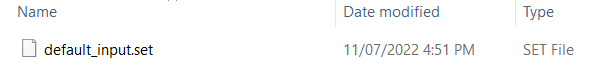 Name Date modified Type
default_input.set 11/07/2022 4:51 PM SET File